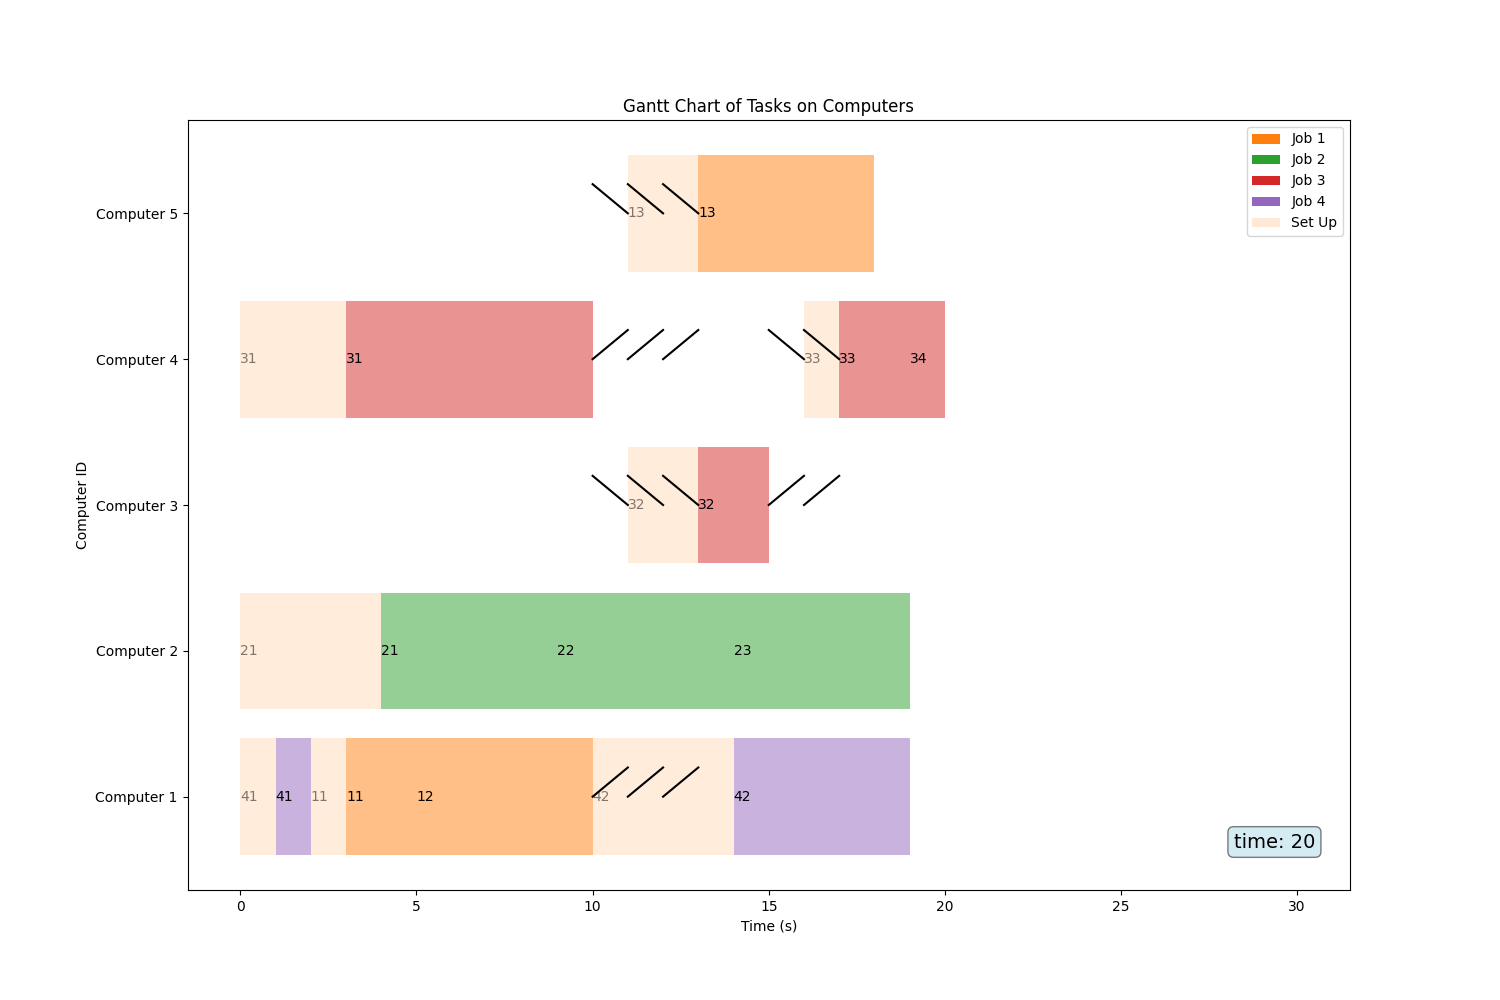 Gantt Chart of Tasks on Computers
Job 1
Job 2
Job 3
Job 4
Set Up
Computer 5
13
13
Computer 4
31
31
33
33
34
Computer 3
32
32
Computer ID
Computer 2
21
21
22
23
Computer 1
41
41
11
11
12
42
42
time: 20
0 5 10 15 20 25 30
Time (s)